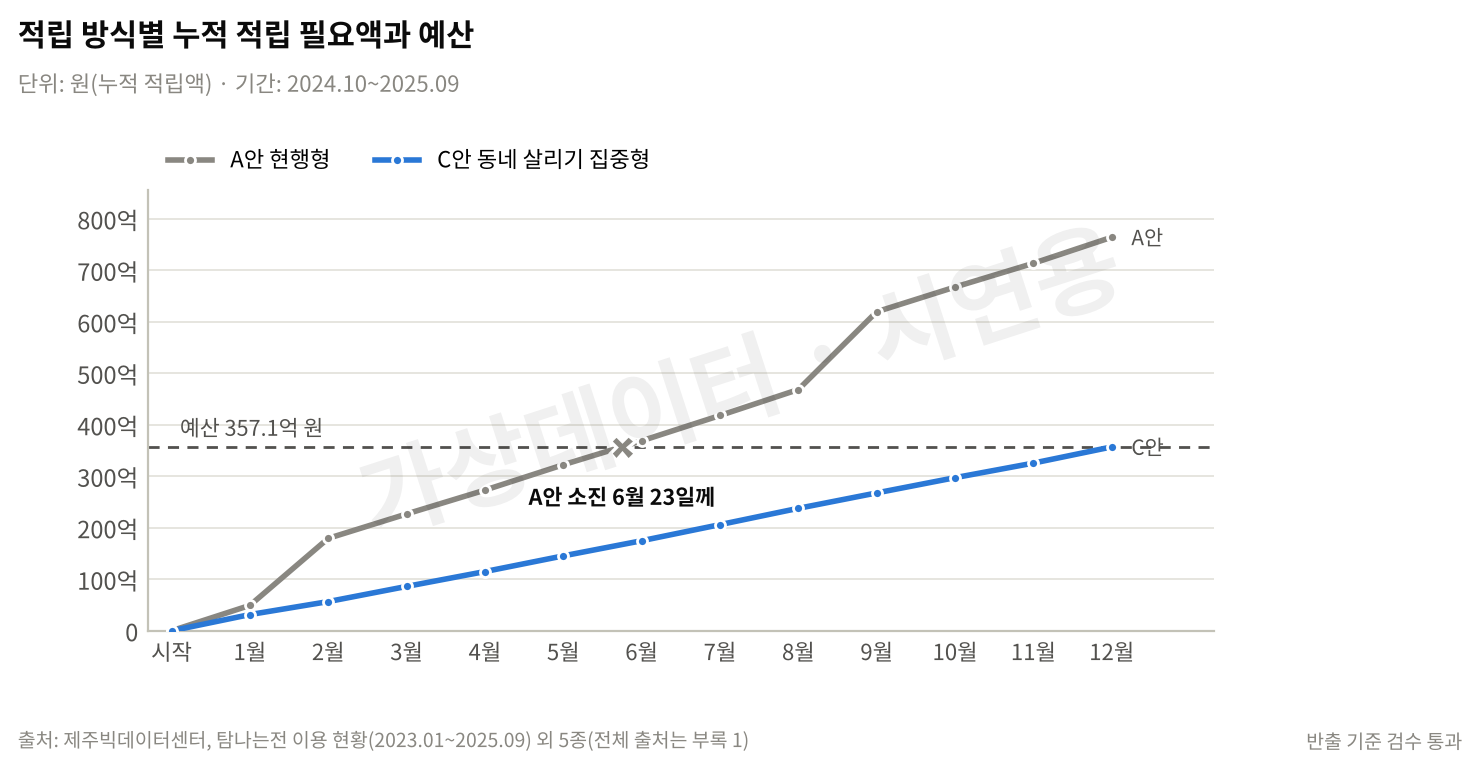 적립 방식별 누적 적립 필요액과 예산
단위: 원(누적 적립액) · 기간: 2024.10~2025.09
A안 현행형
C안 동네 살리기 집중형
800억
700억
600억
500억
400억
300억
200억
100억
0
예산 357.1억 원
A안 소진 6월 23일께
A안
C안
가상데이터 · 시연용
시작 1월 2월 3월 4월 5월 6월 7월 8월 9월 10월 11월 12월
출처: 제주빅데이터센터, 탐나는전 이용 현황(2023.01~2025.09) 외 5종(전체 출처는 부록 1)
반출 기준 검수 통과